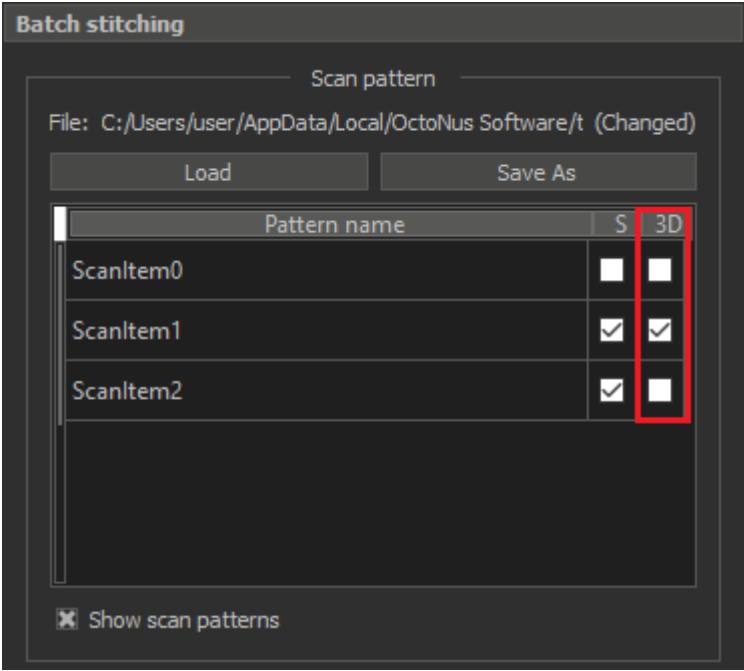 Batch stitching
Scan pattern
File: C:/Users/user/AppData/Local/OctoNus Software/t (Changed)
Load Save As
Pattern name S 3D
ScanItem0
ScanItem1
ScanItem2
Show scan patterns